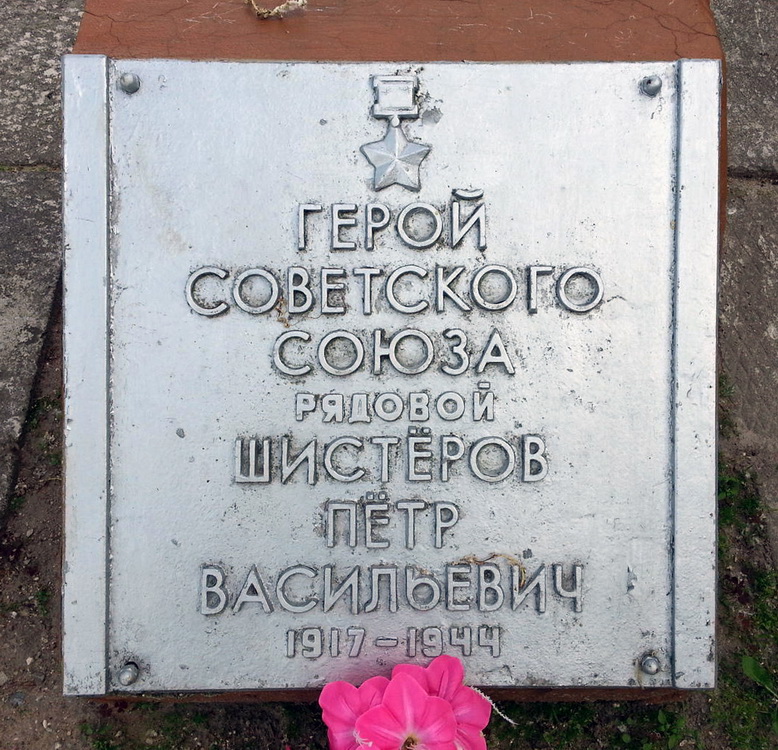 ГЕРОЙ
СОВЕТСКОГО
СОЮЗА
РЯДОВОЙ
ШИСТЁРОВ
ПЁТР
ВАСИЛЬЕВИЧ
1917-1944